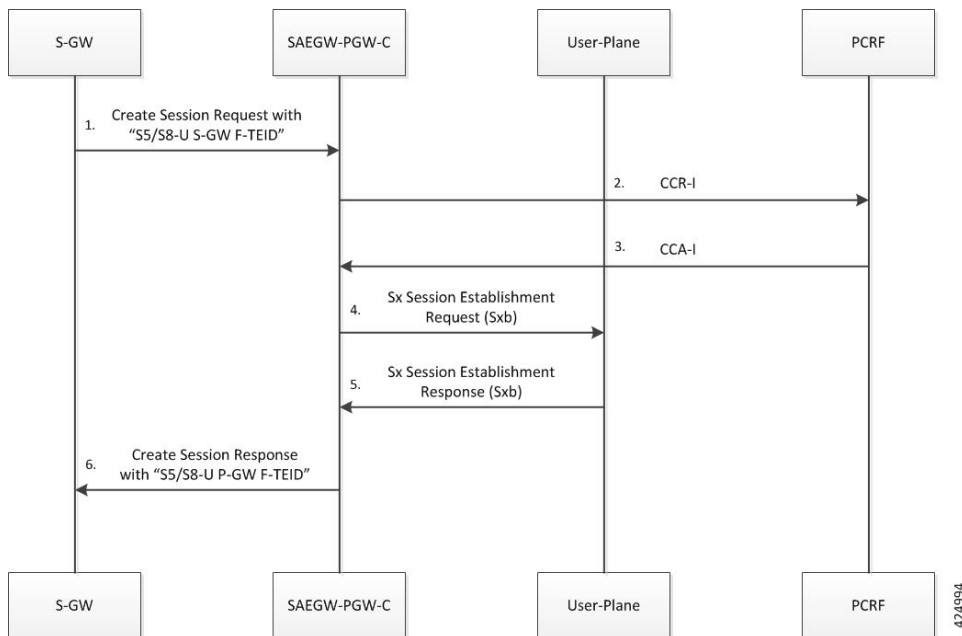 S-GW
SAEGW-PGW-C
User-Plane
PCRF
1.
Create Session Request with
“S5/S8-U S-GW F-TEID”
2.
CCR-I
3.
CCA-I
4.
Sx Session Establishment
Request (Sxb)
5.
Sx Session Establishment
Response (Sxb)
6.
Create Session Response
with “S5/S8-U P-GW F-TEID”
S-GW
SAEGW-PGW-C
User-Plane
PCRF
424994